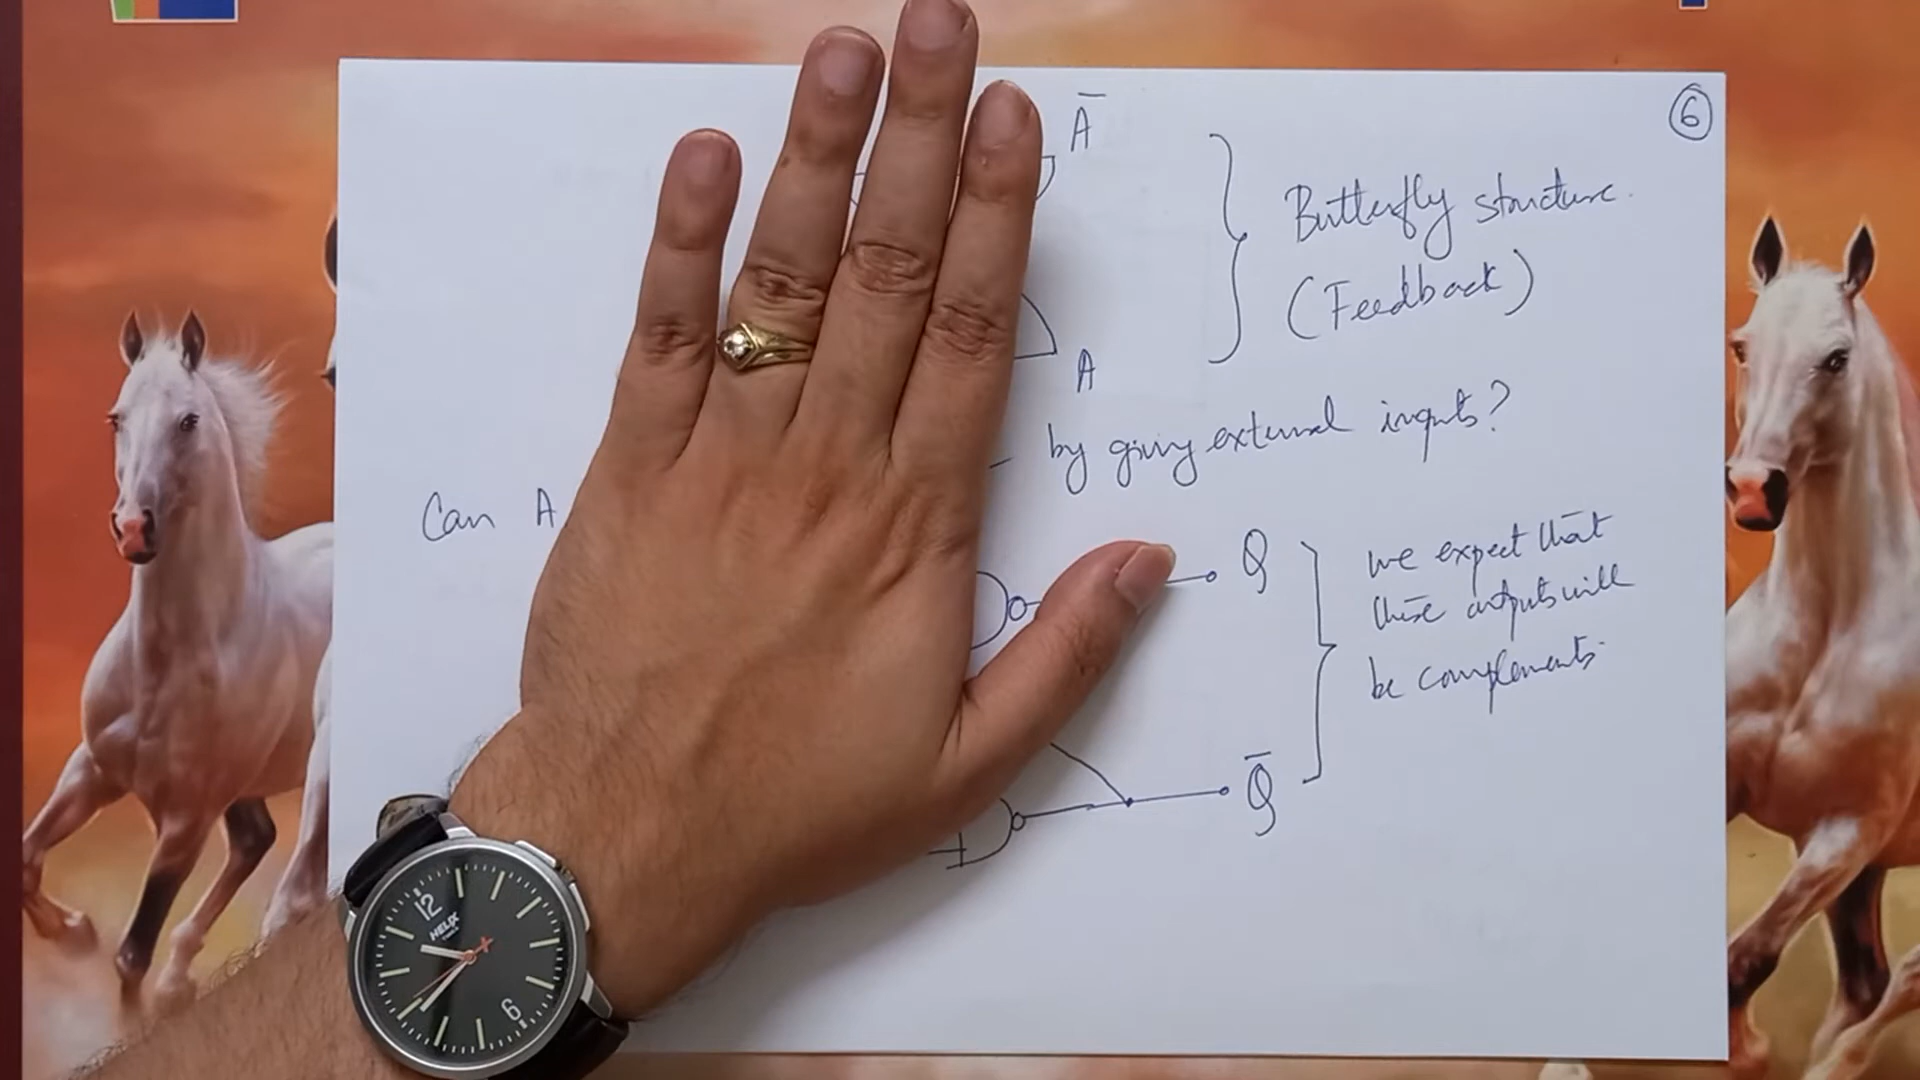 6
Ā
Butterfly structure.
(Feedback)
A
Can A
by giving external inputs?
Q
we expect that
these outputs will
be complements
Q̄
12
HELIX
6